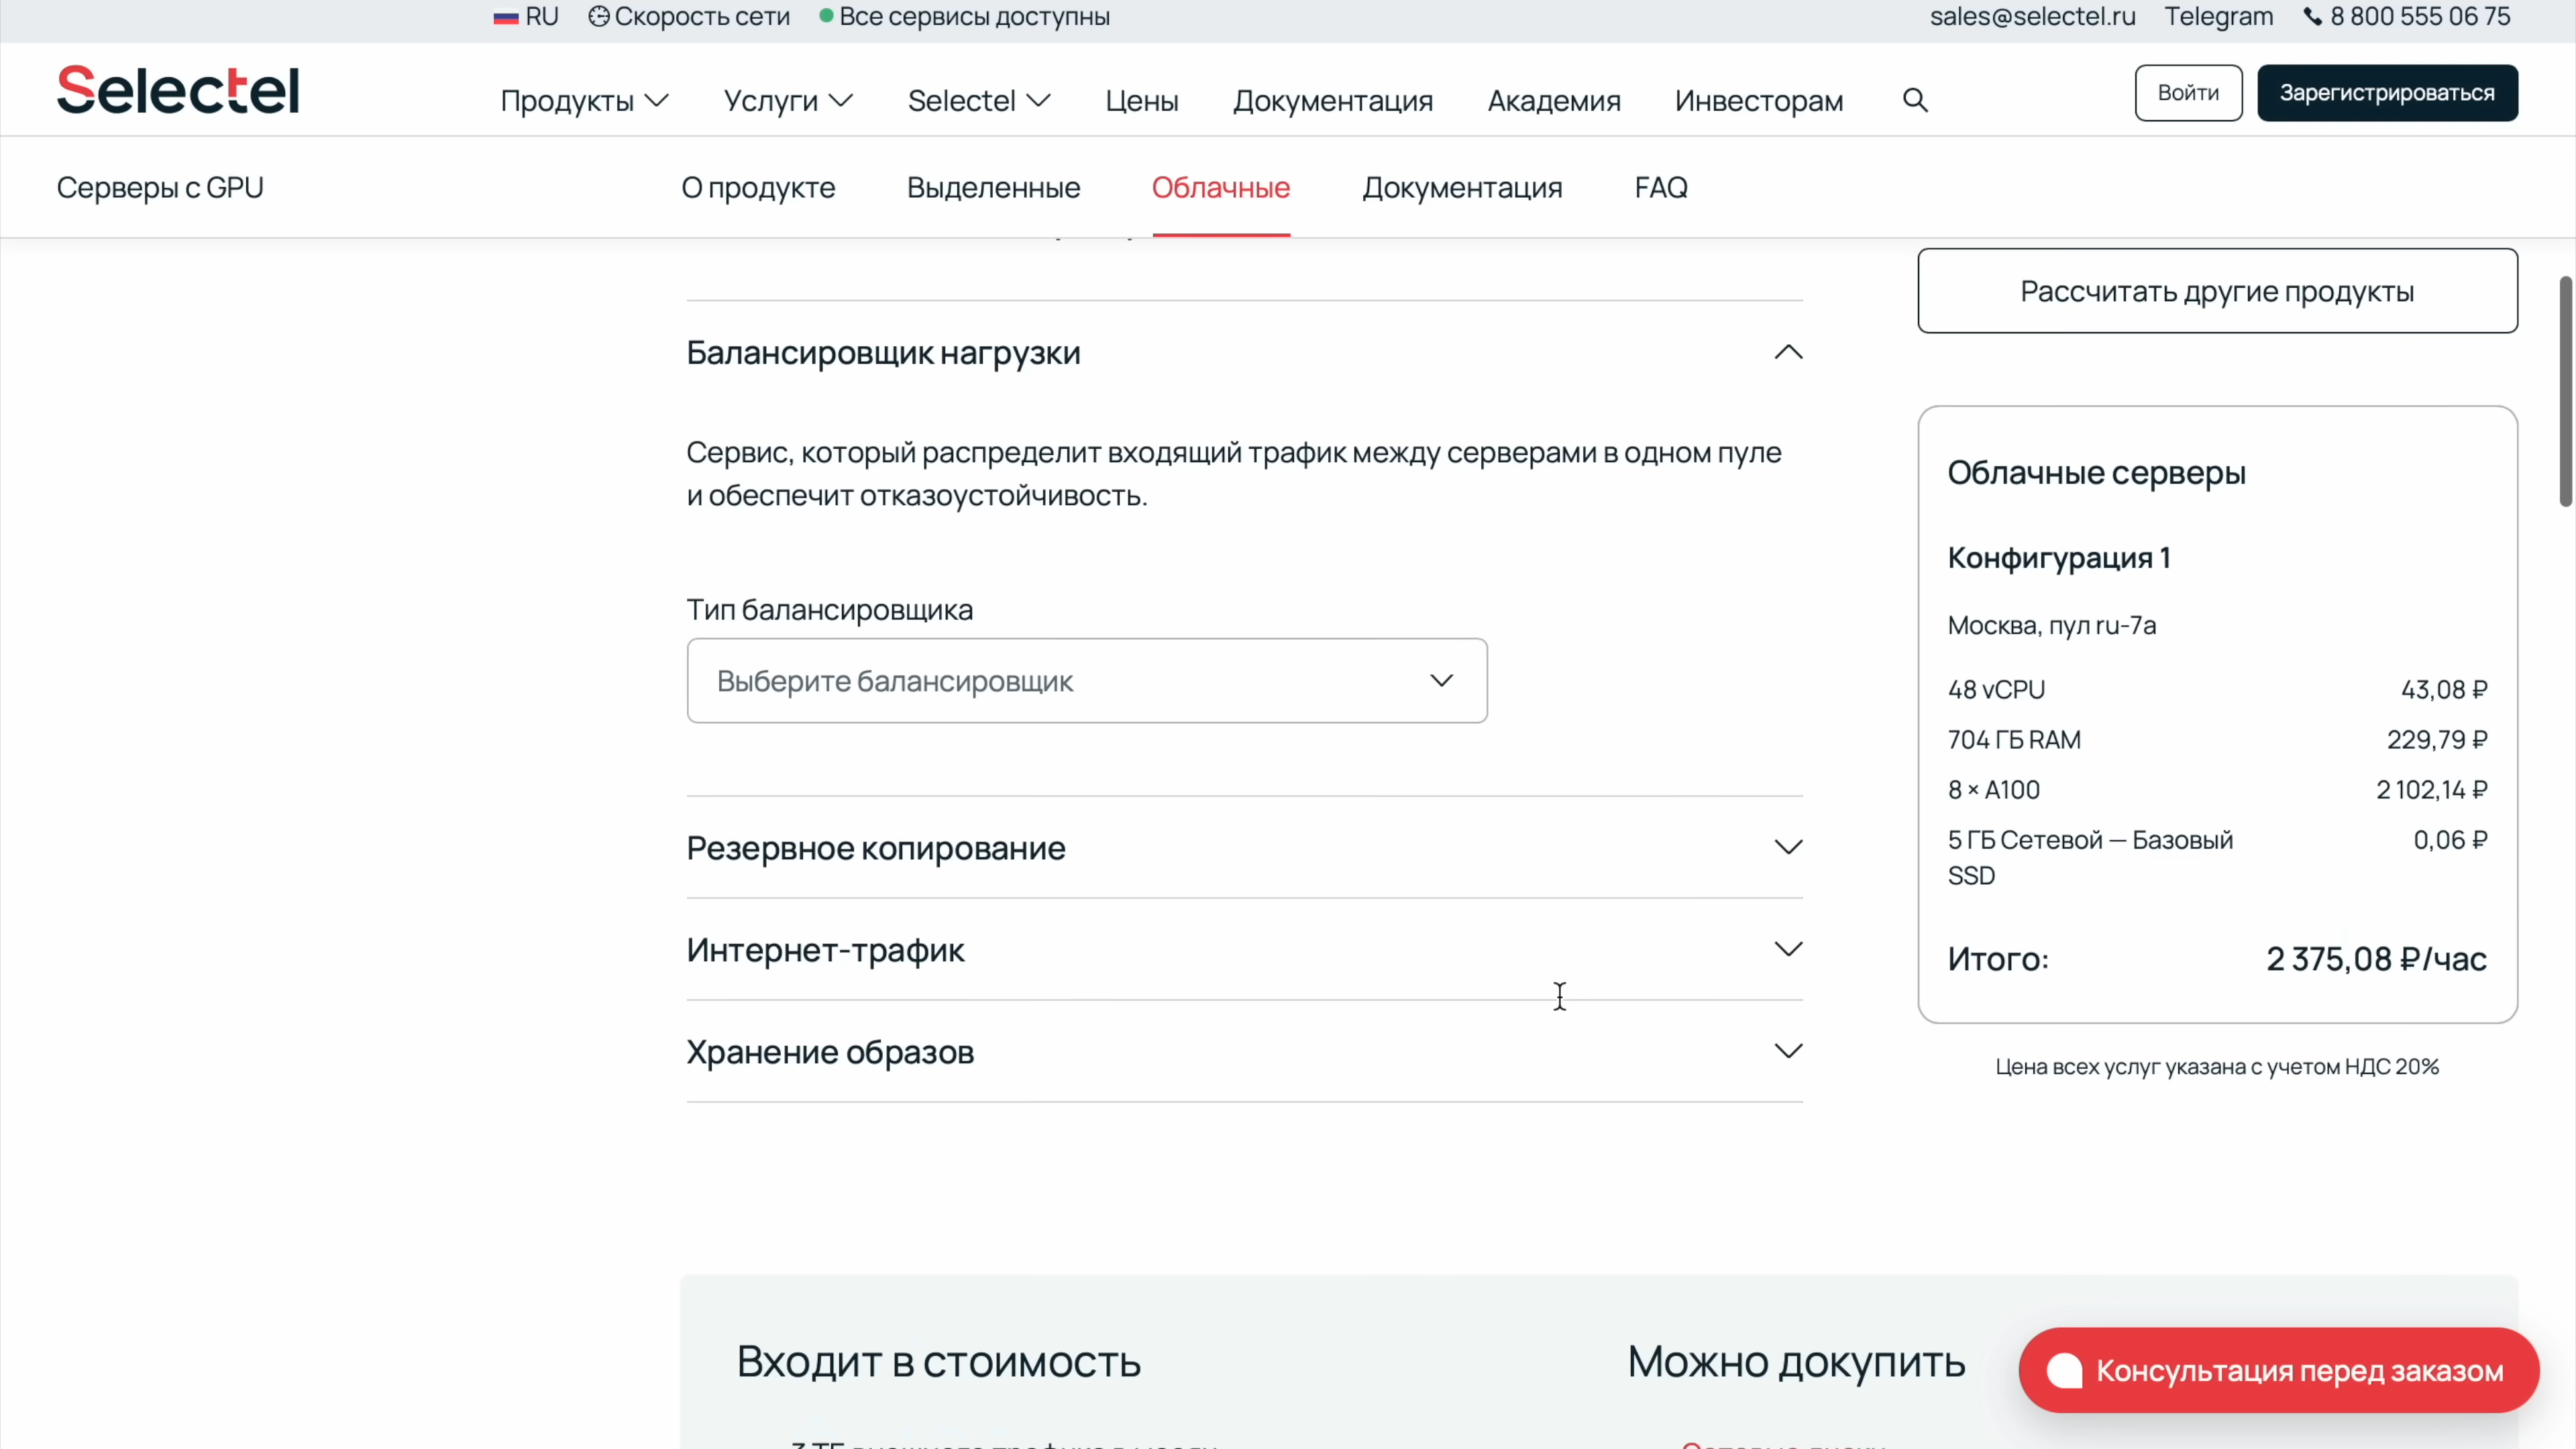 RU Скорость сети Все сервисы доступны sales@selectel.ru Telegram 8 800 555 06 75
Selectel Продукты Услуги Selectel Цены Документация Академия Инвесторам Войти Зарегистрироваться
Серверы с GPU О продукте Выделенные Облачные Документация FAQ
Рассчитать другие продукты
Балансировщик нагрузки
Сервис, который распределит входящий трафик между серверами в одном пуле
и обеспечит отказоустойчивость.
Тип балансировщика
Выберите балансировщик
Резервное копирование
Интернет-трафик
Хранение образов
Облачные серверы
Конфигурация 1
Москва, пул ru-7a
48 vCPU 43,08 ₽
704 ГБ RAM 229,79 ₽
8 × A100 2 102,14 ₽
5 ГБ Сетевой — Базовый 0,06 ₽
SSD
Итого: 2 375,08 ₽/час
Цена всех услуг указана с учетом НДС 20%
Входит в стоимость Можно докупить
Консультация перед заказом